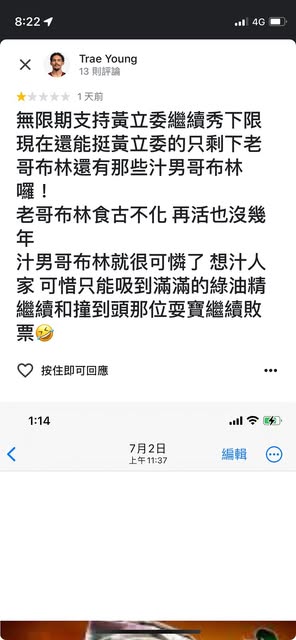 8:22
4G
Trae Young
13 則評論
1 天前
無限期支持黃立委繼續秀下限
現在還能挺黃立委的只剩下老
哥布林還有那些汁男哥布林
囉！
老哥布林食古不化 再活也沒幾
年
汁男哥布林就很可憐了 想汁人
家 可惜只能吸到滿滿的綠油精
繼續和撞到頭那位耍寶繼續敗
票🤣
按住即可回應
1:14
7月2日
編輯
上午11:37